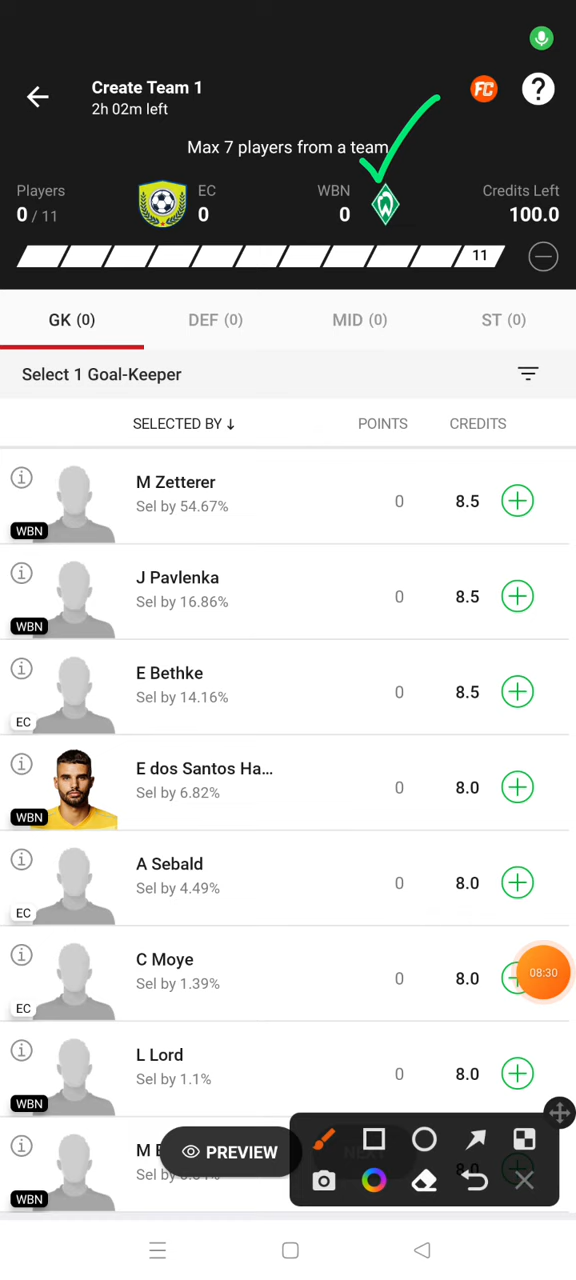 Create Team 1
FC
?
2h 02m left
Max 7 players from a team
Players
EC
WBN
Credits Left
0 / 11
0
0
100.0
11
GK (0)
DEF (0)
MID (0)
ST (0)
Select 1 Goal-Keeper
SELECTED BY ↓
POINTS
CREDITS
M Zetterer
Sel by 54.67%
0
8.5
WBN
J Pavlenka
Sel by 16.86%
0
8.5
WBN
E Bethke
Sel by 14.16%
0
8.5
EC
E dos Santos Ha...
Sel by 6.82%
0
8.0
WBN
A Sebald
Sel by 4.49%
0
8.0
EC
C Moye
Sel by 1.39%
0
8.0
08:30
EC
L Lord
Sel by 1.1%
0
8.0
WBN
PREVIEW
NEXT
WBN